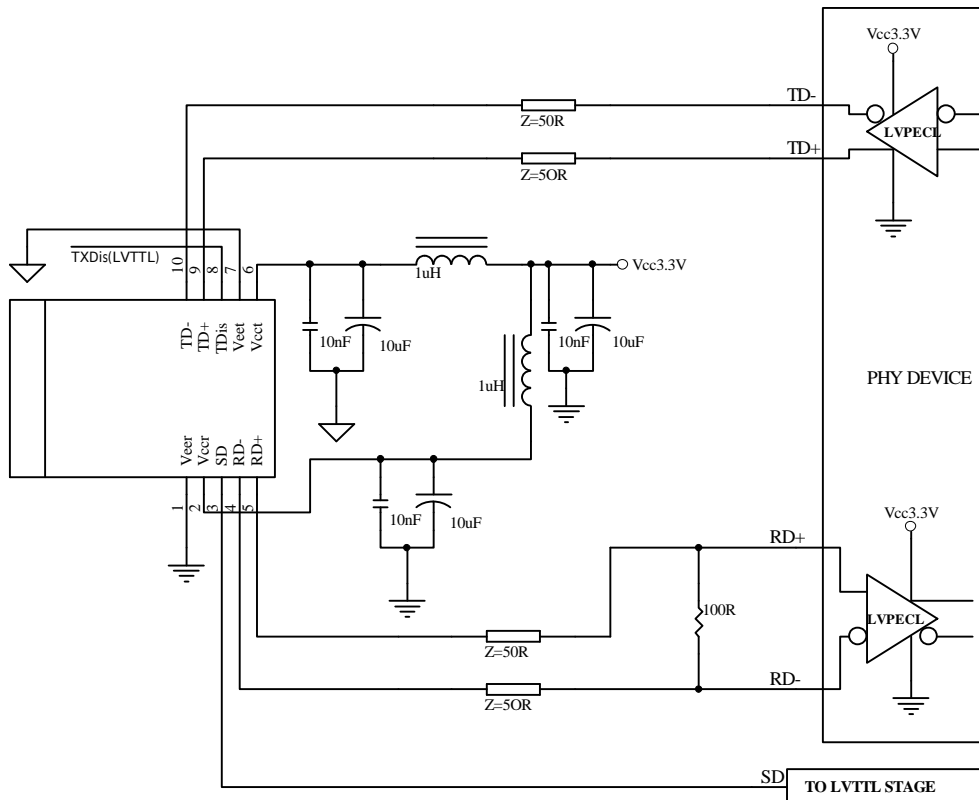 Vcc3.3V
TD-
Z=50R
LVPECL
TD+
Z=5OR
TXDis(LVTTL)
10
9
8
7
6
1uH
Vcc3.3V
TD-
TD+
TDis
Veet
Vcct
10nF
10uF
10nF
10uF
1uH
PHY DEVICE
Veer
Vccr
SD
RD-
RD+
1
2
3
4
5
10nF
10uF
Vcc3.3V
RD+
100R
LVPECL
Z=50R
RD-
Z=5OR
SD
TO LVTTL STAGE